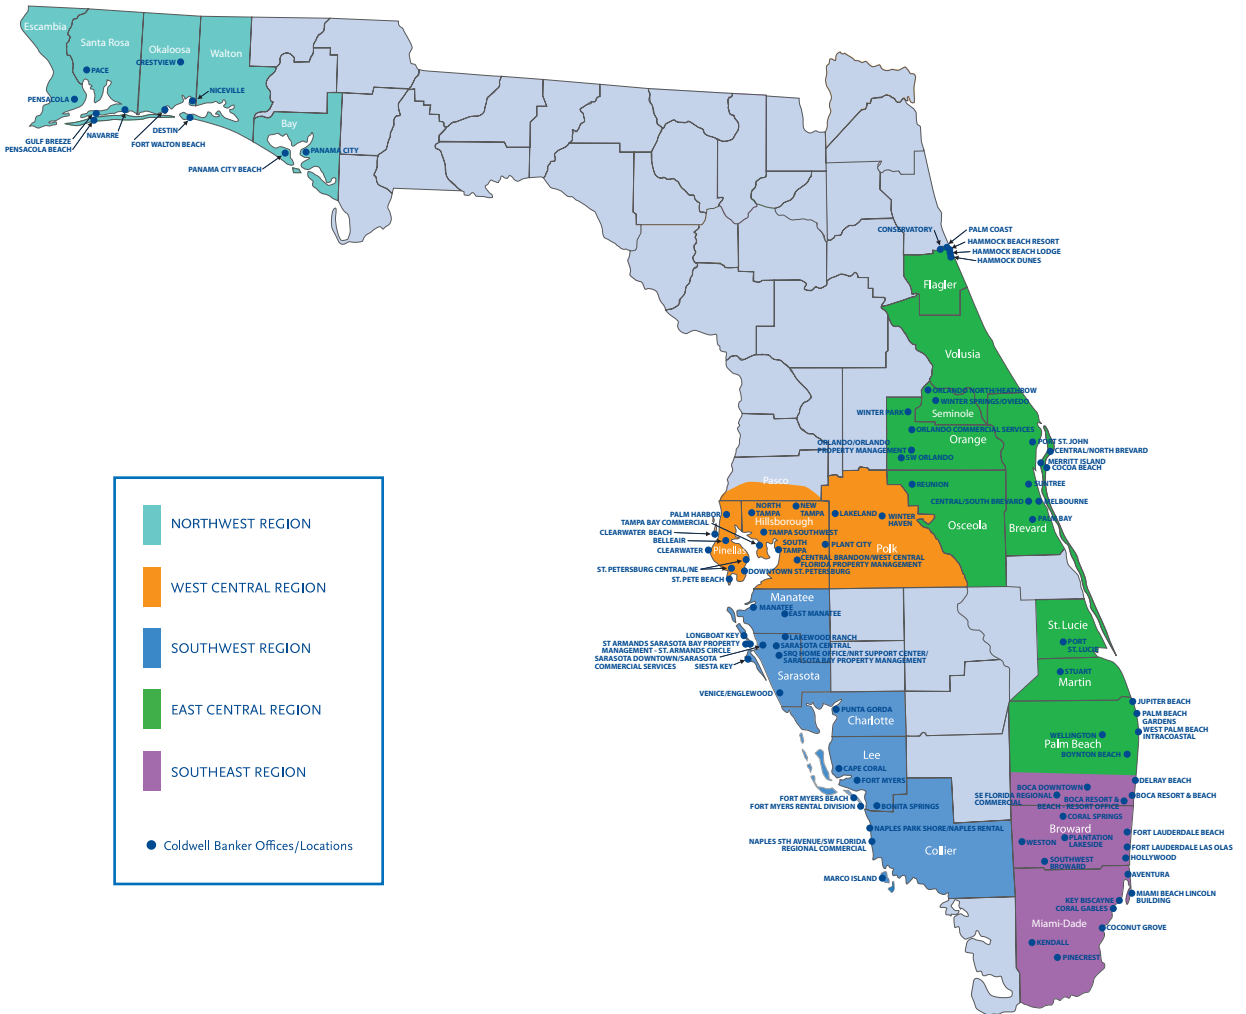 Escambia
Santa Rosa
Okaloosa
Walton
CRESTVIEW
PACE
PENSACOLA
NICEVILLE
GULF BREEZE
PENSACOLA BEACH
NAVARRE
DESTIN
FORT WALTON BEACH
Bay
PANAMA CITY
PANAMA CITY BEACH
CONSERVATORY
PALM COAST
HAMMOCK BEACH RESORT
HAMMOCK BEACH LODGE
HAMMOCK DUNES
Flagler
Volusia
ORLANDO NORTH/HEATHROW
WINTER SPRINGS/OVIEDO
WINTER PARK
Seminole
ORLANDO COMMERCIAL SERVICES
Orange
ORLANDO/ORLANDO
PROPERTY MANAGEMENT
SW ORLANDO
PORT ST. JOHN
CENTRAL/NORTH BREVARD
MERRITT ISLAND
COCOA BEACH
SUNTREE
REUNION
CENTRAL/SOUTH BREVARD
MELBOURNE
PALM BAY
Osceola
Brevard
Pasco
PALM HARBOR
NORTH
TAMPA
NEW
TAMPA
TAMPA BAY COMMERCIAL
Hillsborough
LAKELAND
WINTER
HAVEN
CLEARWATER BEACH
TAMPA SOUTHWEST
BELLEAIR
CLEARWATER
Pinellas
SOUTH
TAMPA
PLANT CITY
Polk
CENTRAL BRANDON/WEST CENTRAL
FLORIDA PROPERTY MANAGEMENT
ST. PETERSBURG CENTRAL/NE
DOWNTOWN ST. PETERSBURG
ST. PETE BEACH
Manatee
MANATEE
EAST MANATEE
LONGBOAT KEY
LAKEWOOD RANCH
ST ARMANDS SARASOTA BAY PROPERTY
MANAGEMENT - ST. ARMANDS CIRCLE
SARASOTA CENTRAL
SRQ HOME OFFICE/NRT SUPPORT CENTER/
SARASOTA BAY PROPERTY MANAGEMENT
SARASOTA DOWNTOWN/SARASOTA
COMMERCIAL SERVICES
SIESTA KEY
Sarasota
VENICE/ENGLEWOOD
PUNTA GORDA
Charlotte
Lee
CAPE CORAL
FORT MYERS
FORT MYERS BEACH
FORT MYERS RENTAL DIVISION
BONITA SPRINGS
NAPLES PARK SHORE/NAPLES RENTAL
NAPLES 5TH AVENUE/SW FLORIDA
REGIONAL COMMERCIAL
Collier
MARCO ISLAND
St. Lucie
PORT
ST. LUCIE
STUART
Martin
JUPITER BEACH
PALM BEACH
GARDENS
WEST PALM BEACH
INTRACOASTAL
WELLINGTON
Palm Beach
BOYNTON BEACH
DELRAY BEACH
BOCA DOWNTOWN
SE FLORIDA REGIONAL
COMMERCIAL
BOCA RESORT &
BEACH - RESORT OFFICE
BOCA RESORT & BEACH
CORAL SPRINGS
Broward
PLANTATION
LAKESIDE
WESTON
SOUTHWEST
BROWARD
FORT LAUDERDALE BEACH
FORT LAUDERDALE LAS OLAS
HOLLYWOOD
AVENTURA
MIAMI BEACH LINCOLN
BUILDING
KEY BISCAYNE
CORAL GABLES
Miami-Dade
COCONUT GROVE
KENDALL
PINECREST
NORTHWEST REGION
WEST CENTRAL REGION
SOUTHWEST REGION
EAST CENTRAL REGION
SOUTHEAST REGION
Coldwell Banker Offices/Locations